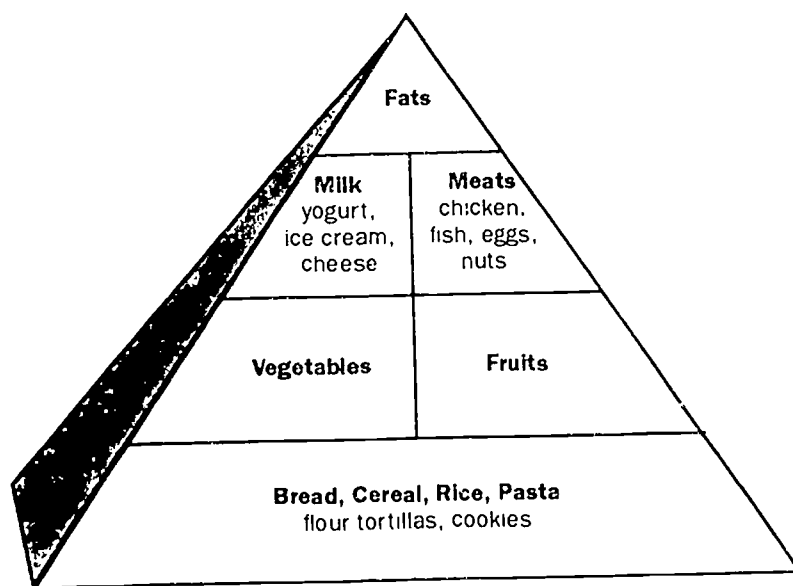 Fats
Milk
yogurt,
ice cream,
cheese
Meats
chicken,
fish, eggs,
nuts
Vegetables
Fruits
Bread, Cereal, Rice, Pasta
flour tortillas, cookies